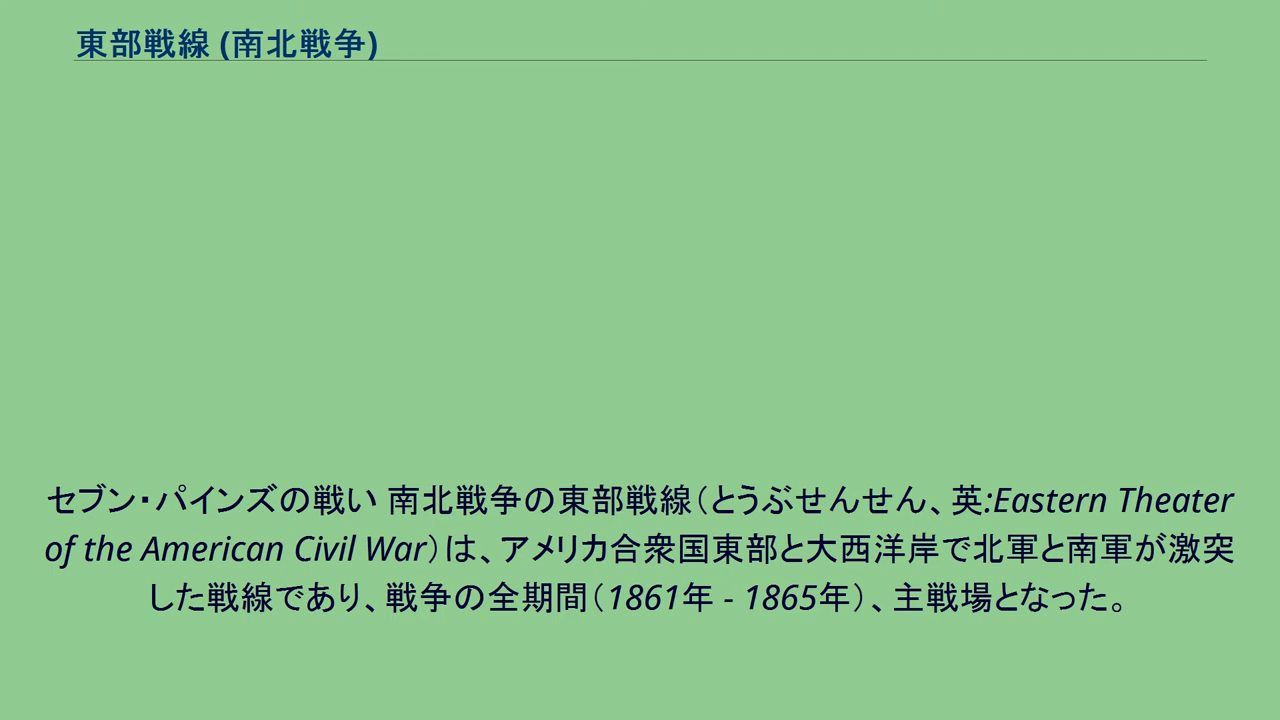 東部戦線 (南北戦争)
セブン・パインズの戦い 南北戦争の東部戦線（とうぶせんせん、英:Eastern Theater
of the American Civil War）は、アメリカ合衆国東部と大西洋岸で北軍と南軍が激突
した戦線であり、戦争の全期間（1861年 - 1865年）、主戦場となった。